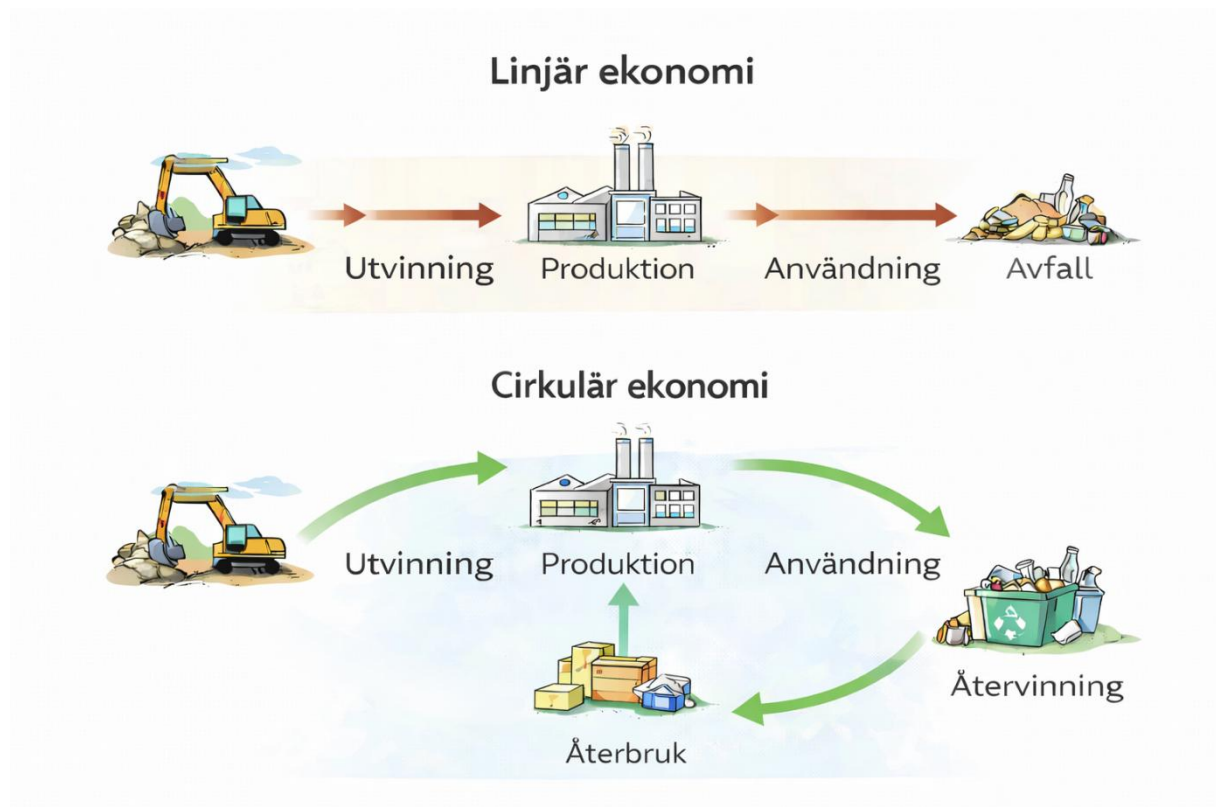 Linjär ekonomi
Utvinning
Produktion
Användning
Avfall
Cirkulär ekonomi
Utvinning
Produktion
Användning
Återvinning
Återbruk